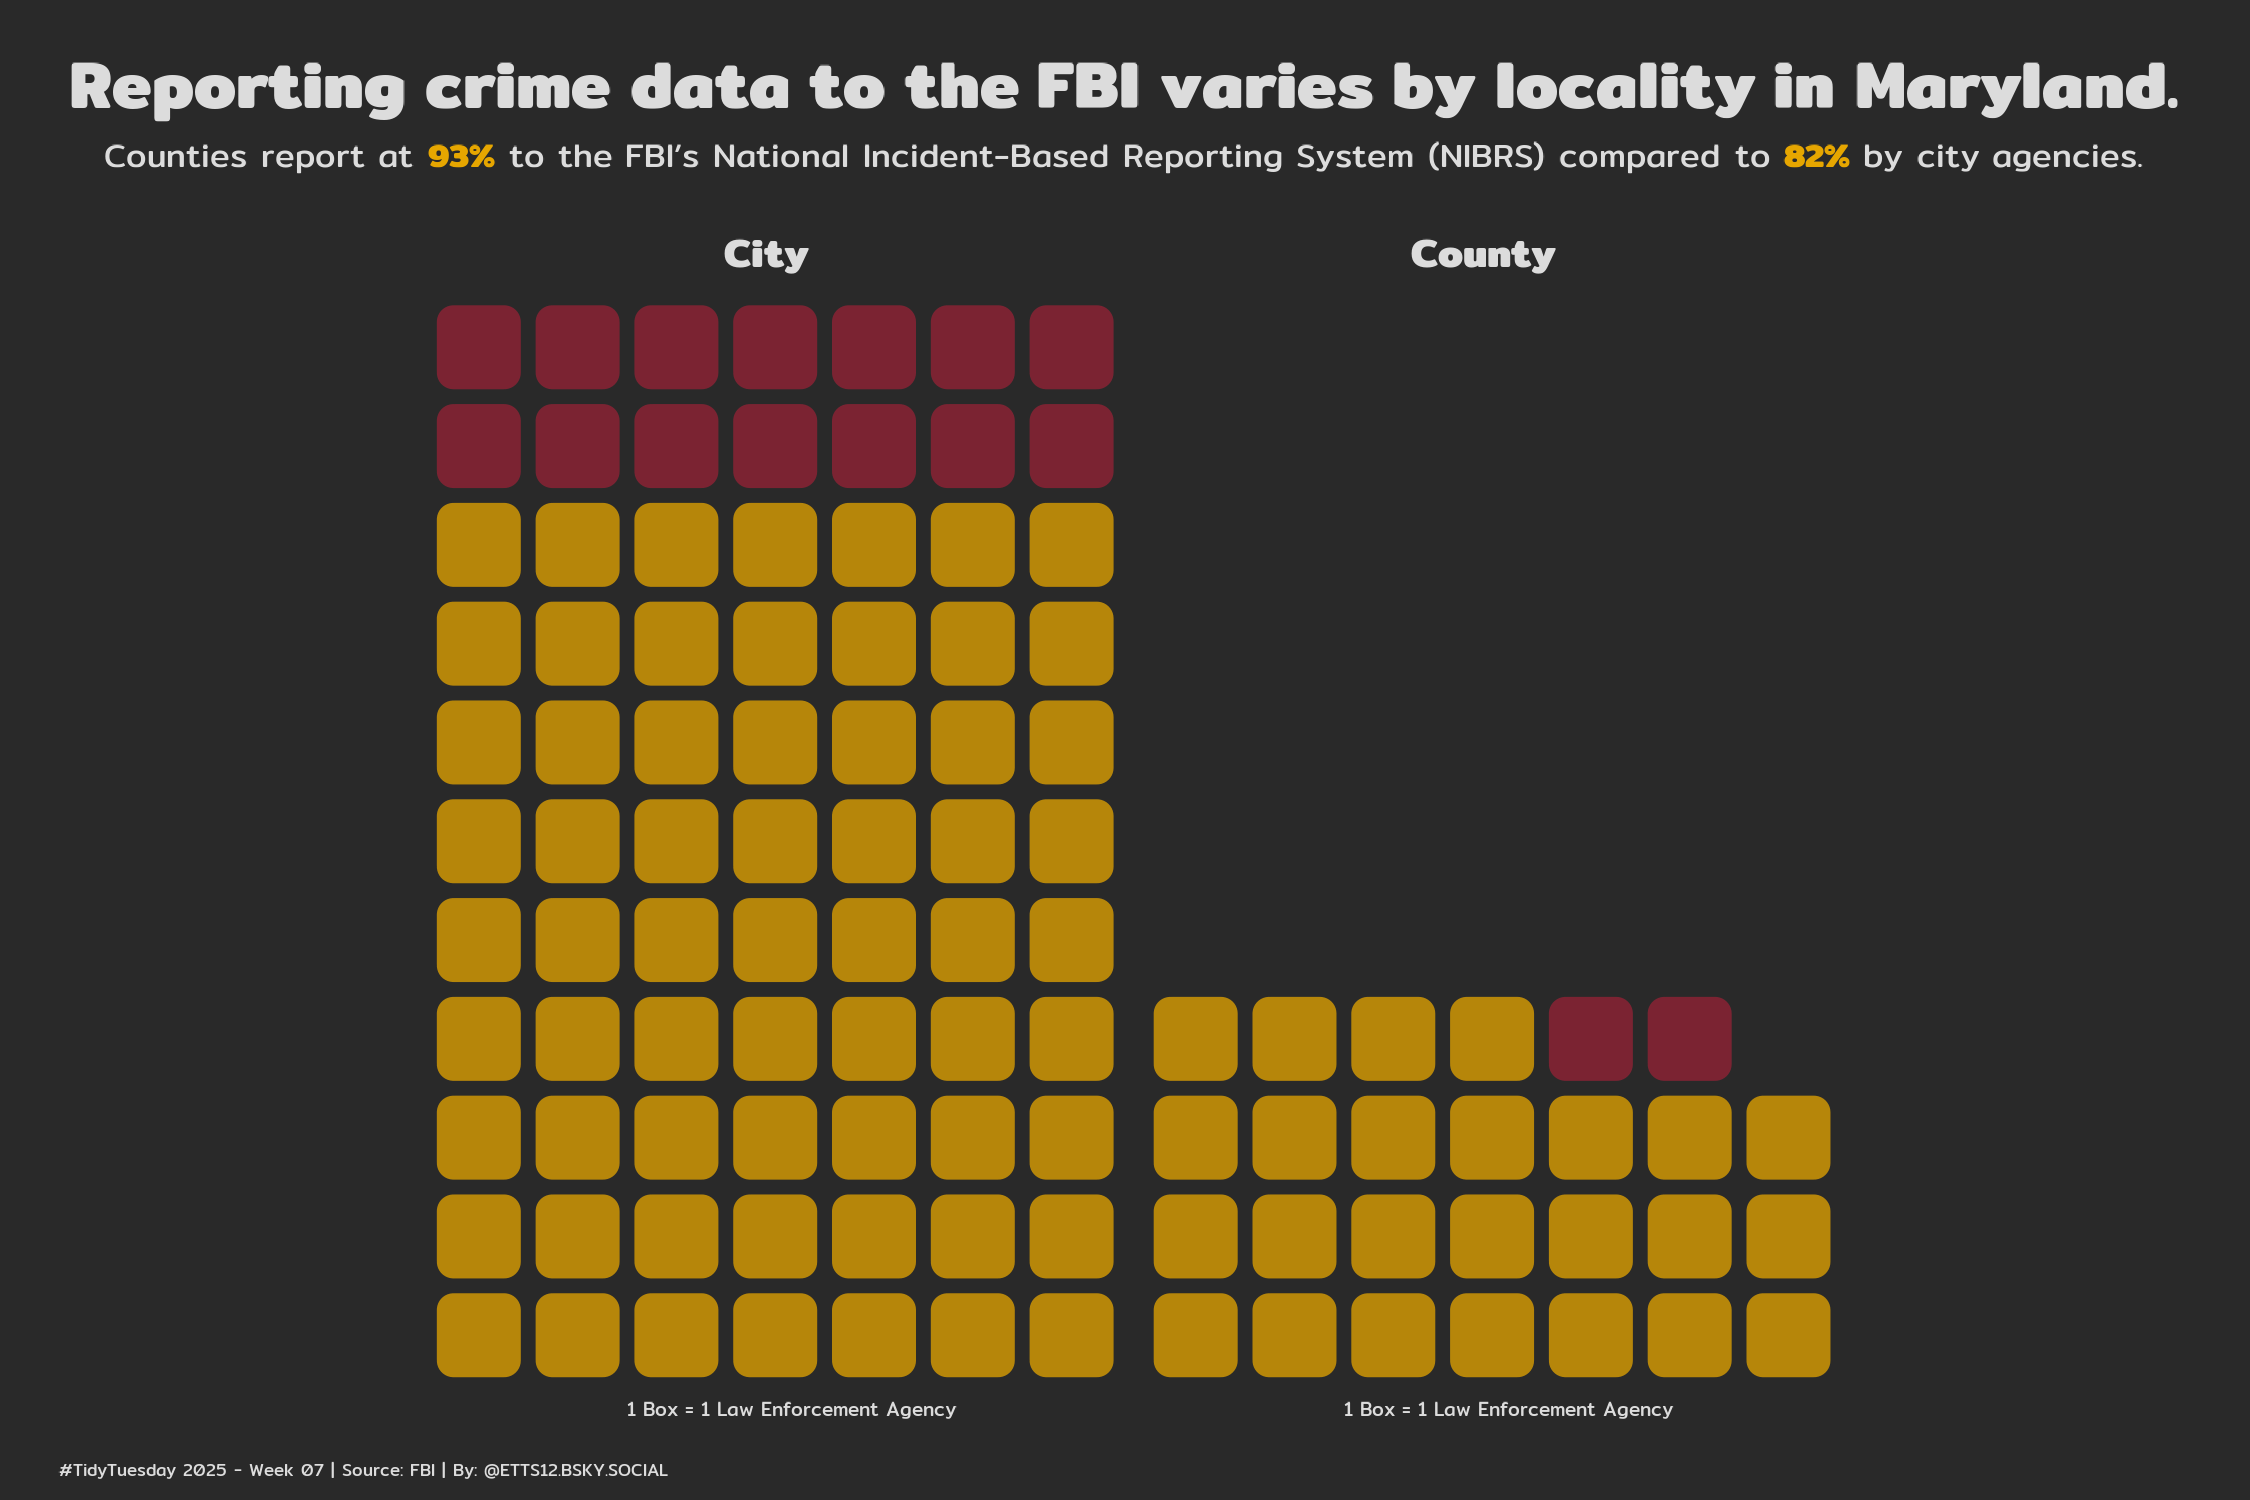 Reporting crime data to the FBI varies by locality in Maryland.
Counties report at 93% to the FBI’s National Incident-Based Reporting System (NIBRS) compared to 82% by city agencies.
City
County
1 Box = 1 Law Enforcement Agency
1 Box = 1 Law Enforcement Agency
#TidyTuesday 2025 - Week 07 | Source: FBI | By: @ETTS12.BSKY.SOCIAL